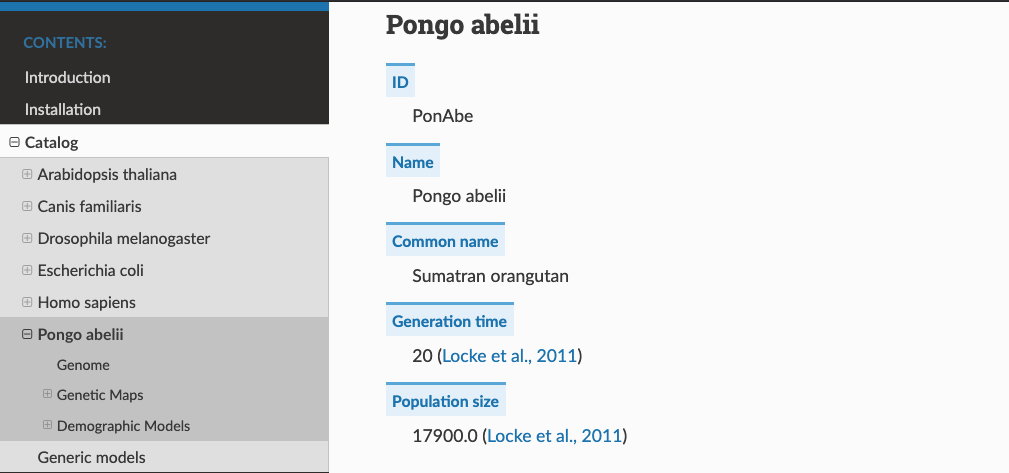 CONTENTS:
Introduction
Installation
Catalog
Arabidopsis thaliana
Canis familiaris
Drosophila melanogaster
Escherichia coli
Homo sapiens
Pongo abelii
Genome
Genetic Maps
Demographic Models
Generic models
Pongo abelii
ID
PonAbe
Name
Pongo abelii
Common name
Sumatran orangutan
Generation time
20 (Locke et al., 2011)
Population size
17900.0 (Locke et al., 2011)